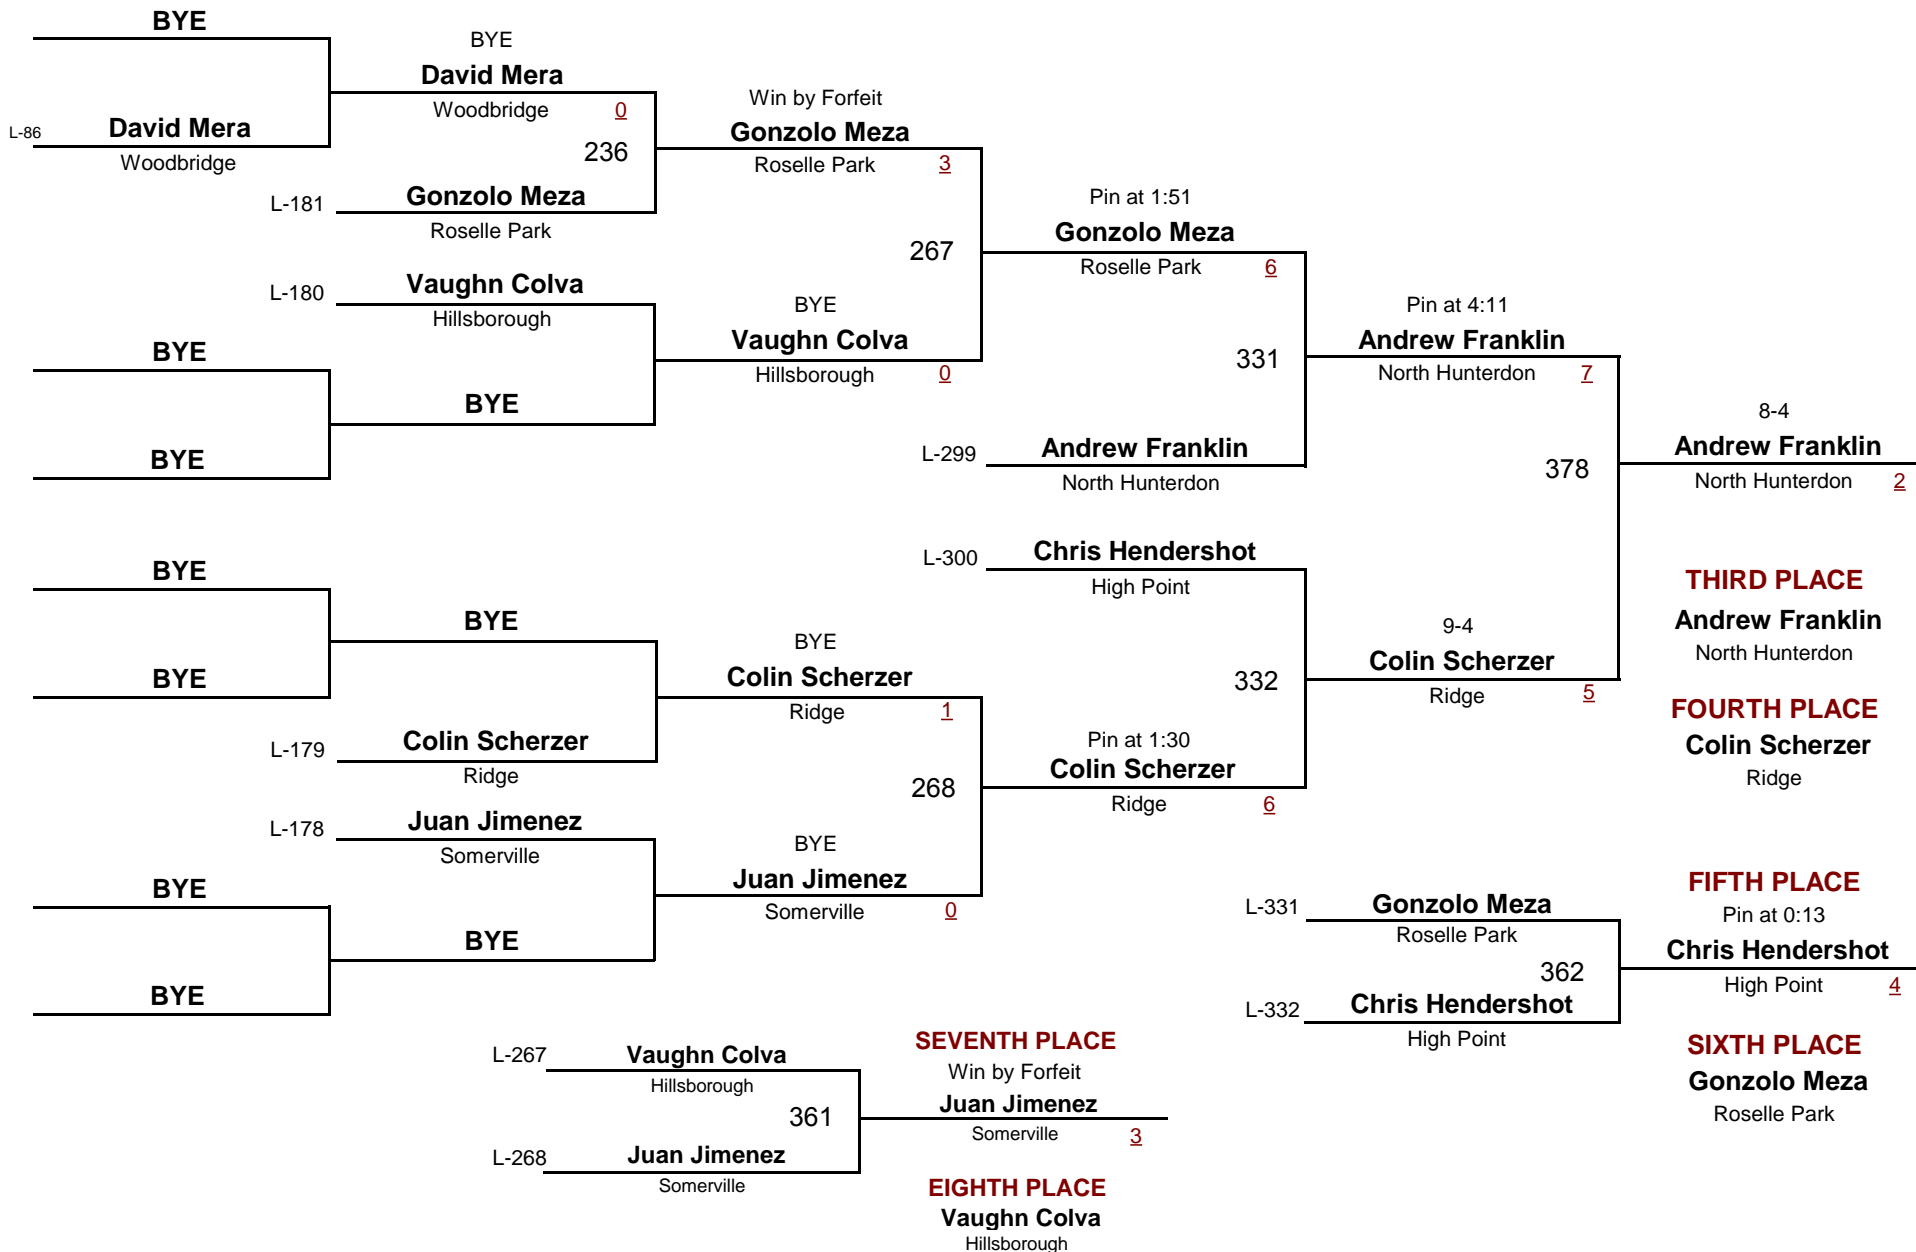 BYE
BYE
David Mera
Woodbridge 0
L-86 David Mera
Woodbridge
236
Win by Forfeit
Gonzolo Meza
Roselle Park 3
L-181 Gonzolo Meza
Roselle Park
267
Pin at 1:51
Gonzolo Meza
Roselle Park 6
L-180 Vaughn Colva
Hillsborough
BYE
Vaughn Colva
Hillsborough 0
BYE
BYE
BYE
331
Pin at 4:11
Andrew Franklin
North Hunterdon 7
L-299 Andrew Franklin
North Hunterdon
378
8-4
Andrew Franklin
North Hunterdon 2
BYE
BYE
BYE
L-300 Chris Hendershot
High Point
BYE
Colin Scherzer
Ridge 1
332
9-4
Colin Scherzer
Ridge 5
THIRD PLACE
Andrew Franklin
North Hunterdon
FOURTH PLACE
Colin Scherzer
Ridge
L-179 Colin Scherzer
Ridge
268
Pin at 1:30
Colin Scherzer
Ridge 6
L-178 Juan Jimenez
Somerville
BYE
Juan Jimenez
Somerville 0
BYE
BYE
BYE
L-331 Gonzolo Meza
Roselle Park
362
L-332 Chris Hendershot
High Point
FIFTH PLACE
Pin at 0:13
Chris Hendershot
High Point 4
SIXTH PLACE
Gonzolo Meza
Roselle Park
L-267 Vaughn Colva
Hillsborough
361
L-268 Juan Jimenez
Somerville
SEVENTH PLACE
Win by Forfeit
Juan Jimenez
Somerville 3
EIGHTH PLACE
Vaughn Colva
Hillsborough